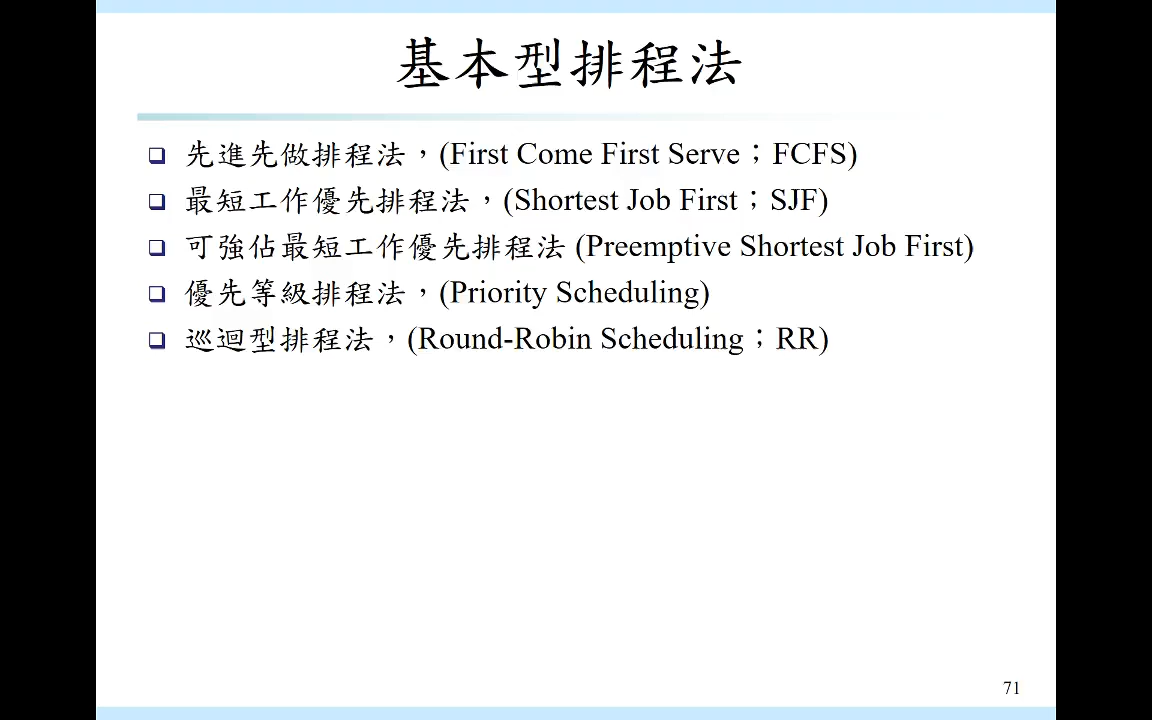 基本型排程法
先進先做排程法，(First Come First Serve；FCFS)
最短工作優先排程法，(Shortest Job First；SJF)
可強佔最短工作優先排程法 (Preemptive Shortest Job First)
優先等級排程法，(Priority Scheduling)
巡迴型排程法，(Round-Robin Scheduling；RR)
71